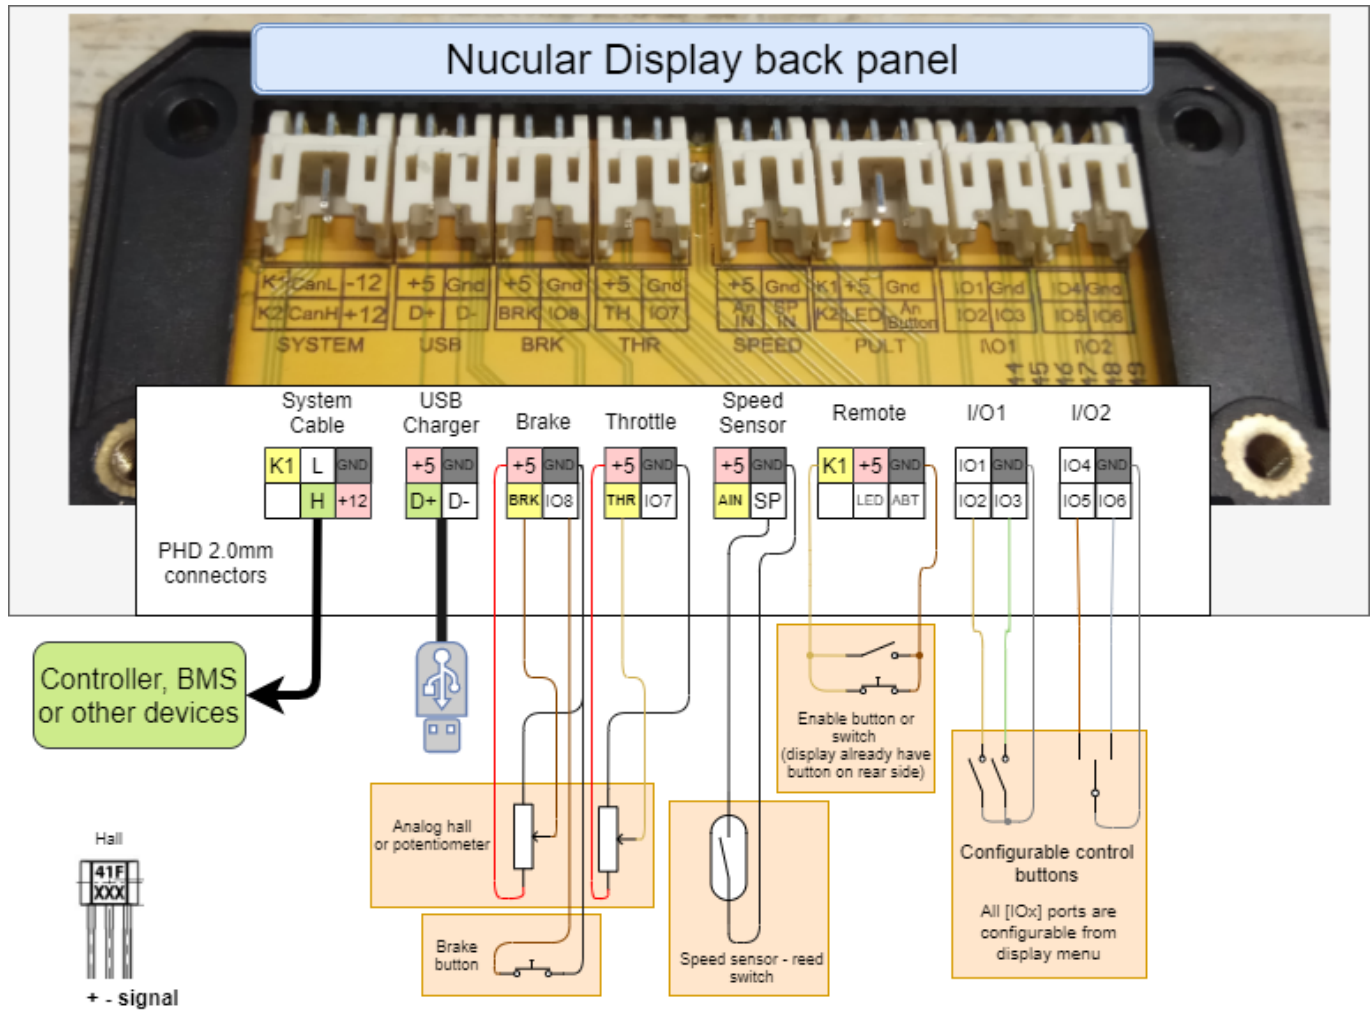 Nucular Display back panel
K1 CanL -12
K2 CanH +12
SYSTEM
+5 Gnd
D+ D-
USB
+5 Gnd
BRK IO8
BRK
+5 Gnd
TH IO7
THR
+5 Gnd
An IN SP IN
SPEED
K1 +5 Gnd
K2 LED An Button
PULT
IO1 Gnd
IO2 IO3
I\O1
IO4 Gnd
IO5 IO6
I\O2
System
Cable
K1 L GND
H +12
USB
Charger
+5 GND
D+ D-
Brake
+5 GND
BRK IO8
Throttle
+5 GND
THR IO7
Speed
Sensor
+5 GND
AIN SP
Remote
K1 +5 GND
LED ABT
I/O1
IO1 GND
IO2 IO3
I/O2
IO4 GND
IO5 IO6
PHD 2.0mm
connectors
Controller, BMS
or other devices
Enable button or
switch
(display already have
button on rear side)
Analog hall
or potentiometer
Brake
button
Speed sensor - reed
switch
Configurable control
buttons
All [IOx] ports are
configurable from
display menu
Hall
41F
XXX
+ - signal